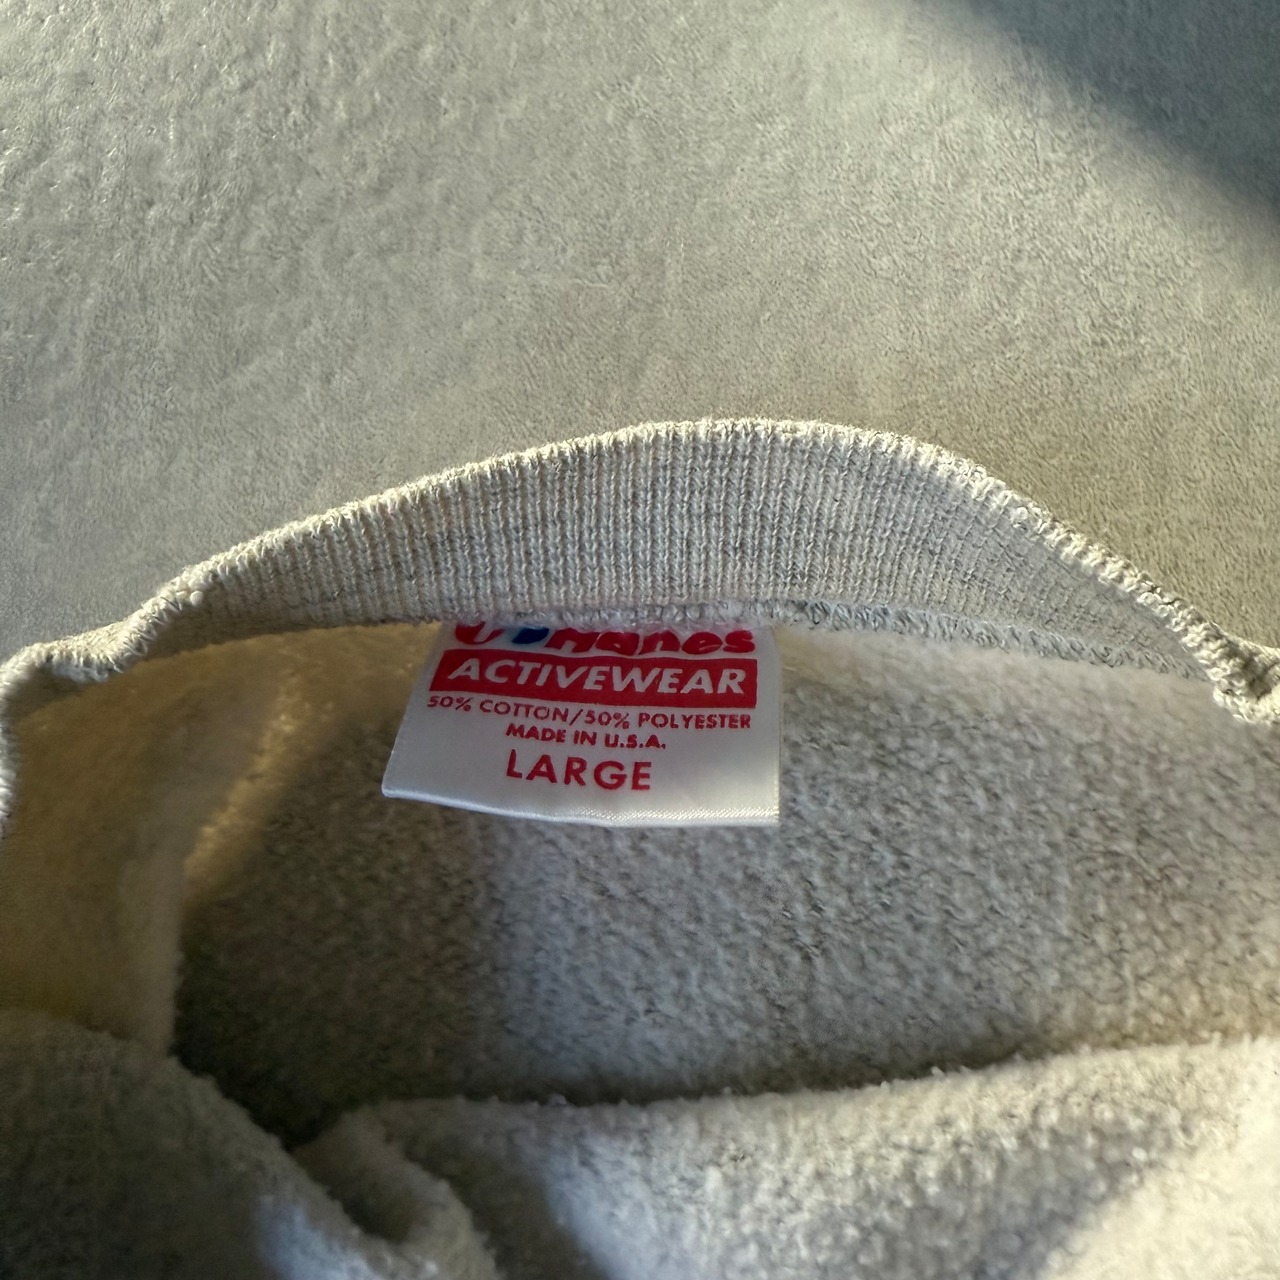 Hanes
ACTIVEWEAR
50% COTTON/50% POLYESTER
MADE IN U.S.A.
LARGE